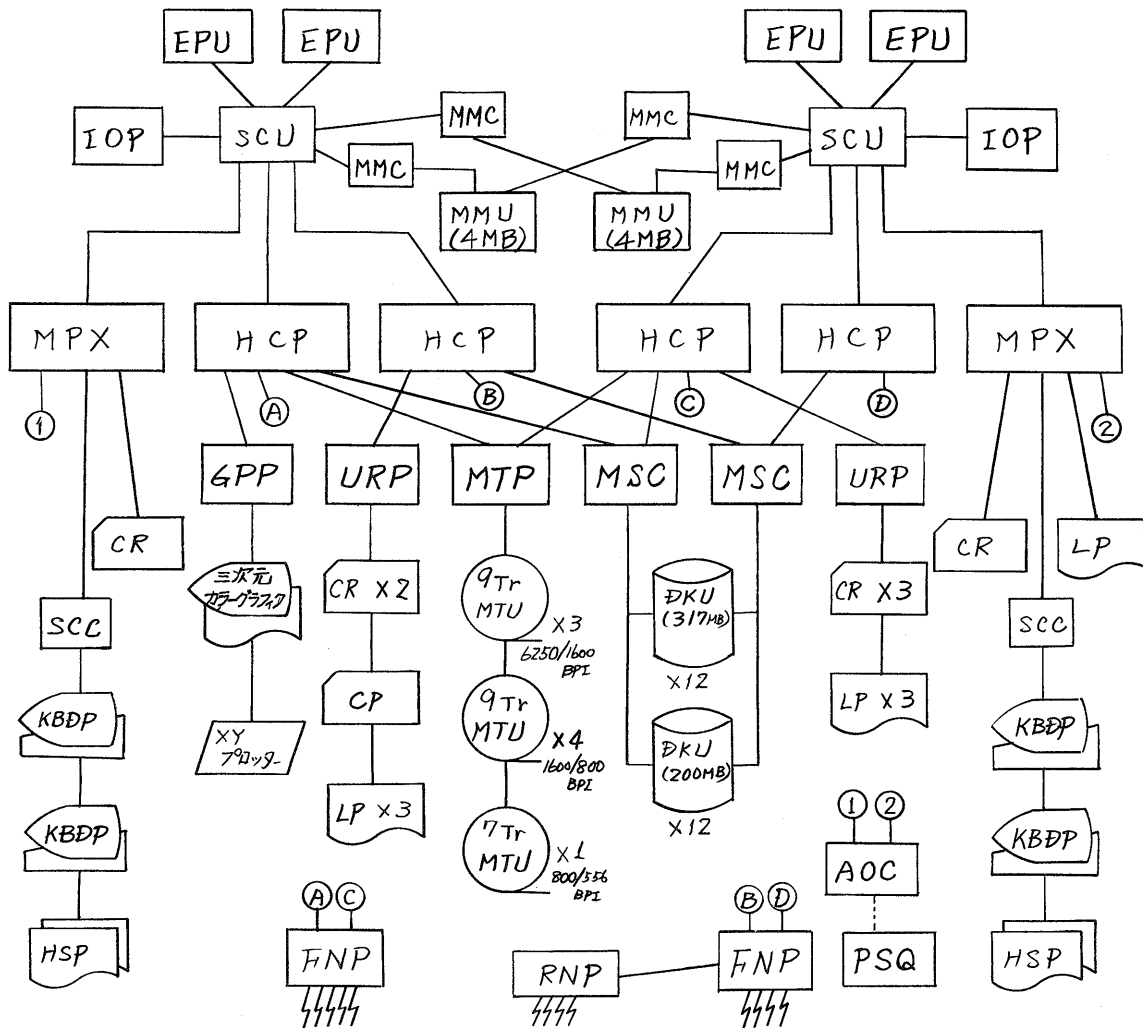 EPU
EPU
EPU
EPU
IOP
SCU
MMC
MMC
SCU
IOP
MMC
MMC
MMU
(4MB)
MMU
(4MB)
MPX
HCP
HCP
HCP
HCP
MPX
1
A
B
C
D
2
GPP
URP
MTP
MSC
MSC
URP
CR
CR
LP
三次元
カラーグラフィク
CR X2
9Tr
MTU
X3
6250/1600
BPI
DKU
(317MB)
X12
CR X3
SCC
SCC
KBDP
XY
プロッター
CP
9Tr
MTU
X4
1600/800
BPI
DKU
(200MB)
X12
LP X3
KBDP
KBDP
LP X3
7Tr
MTU
X1
800/556
BPI
1
2
AOC
KBDP
HSP
A
C
FNP
RNP
B
D
FNP
PSQ
HSP